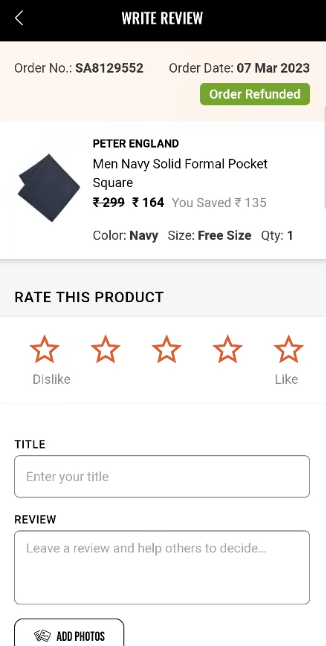 WRITE REVIEW
Order No.: SA8129552 Order Date: 07 Mar 2023
Order Refunded
PETER ENGLAND
Men Navy Solid Formal Pocket
Square
₹ 299 ₹ 164 You Saved ₹ 135
Color: Navy Size: Free Size Qty: 1
RATE THIS PRODUCT
Dislike Like
TITLE
Enter your title
REVIEW
Leave a review and help others to decide...
ADD PHOTOS